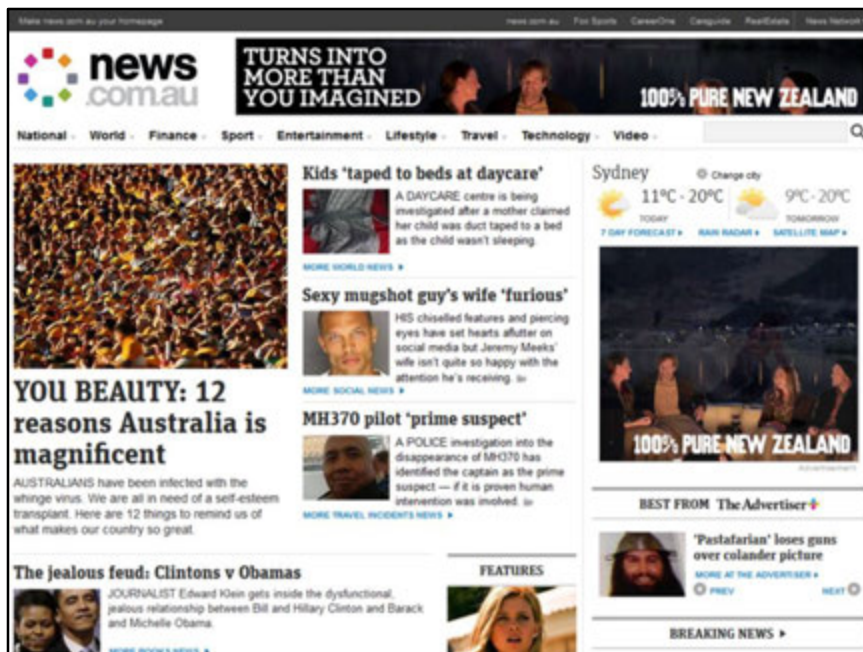 Make news.com.au your homepage
news.com.au Fox Sports CareerOne Carsguide RealEstate News Network
news
.com.au
TURNS INTO
MORE THAN
YOU IMAGINED
100% PURE NEW ZEALAND
National World Finance Sport Entertainment Lifestyle Travel Technology Video
YOU BEAUTY: 12
reasons Australia is
magnificent
AUSTRALIANS have been infected with the
whinge virus. We are all in need of a self-esteem
transplant. Here are 12 things to remind us of
what makes our country so great.
Kids 'taped to beds at daycare'
A DAYCARE centre is being
investigated after a mother claimed
her child was duct taped to a bed
as the child wasn't sleeping.
MORE WORLD NEWS
Sexy mugshot guy's wife 'furious'
HIS chiselled features and piercing
eyes have set hearts aflutter on
social media but Jeremy Meeks'
wife isn't quite so happy with the
attention he's receiving.
MORE SOCIAL NEWS
MH370 pilot 'prime suspect'
A POLICE investigation into the
disappearance of MH370 has
identified the captain as the prime
suspect — if it is proven human
intervention was involved.
MORE TRAVEL INCIDENTS NEWS
Sydney Change city
11°C - 20°C 9°C - 20°C
TODAY TOMORROW
7 DAY FORECAST RAIN RADAR SATELLITE MAP
100% PURE NEW ZEALAND
Advertisement
BEST FROM The Advertiser
'Pastafarian' loses guns
over colander picture
MORE AT THE ADVERTISER
PREV NEXT
BREAKING NEWS
The jealous feud: Clintons v Obamas
JOURNALIST Edward Klein gets inside the dysfunctional,
jealous relationship between Bill and Hillary Clinton and Barack
and Michelle Obama.
MORE BOOKS NEWS
FEATURES